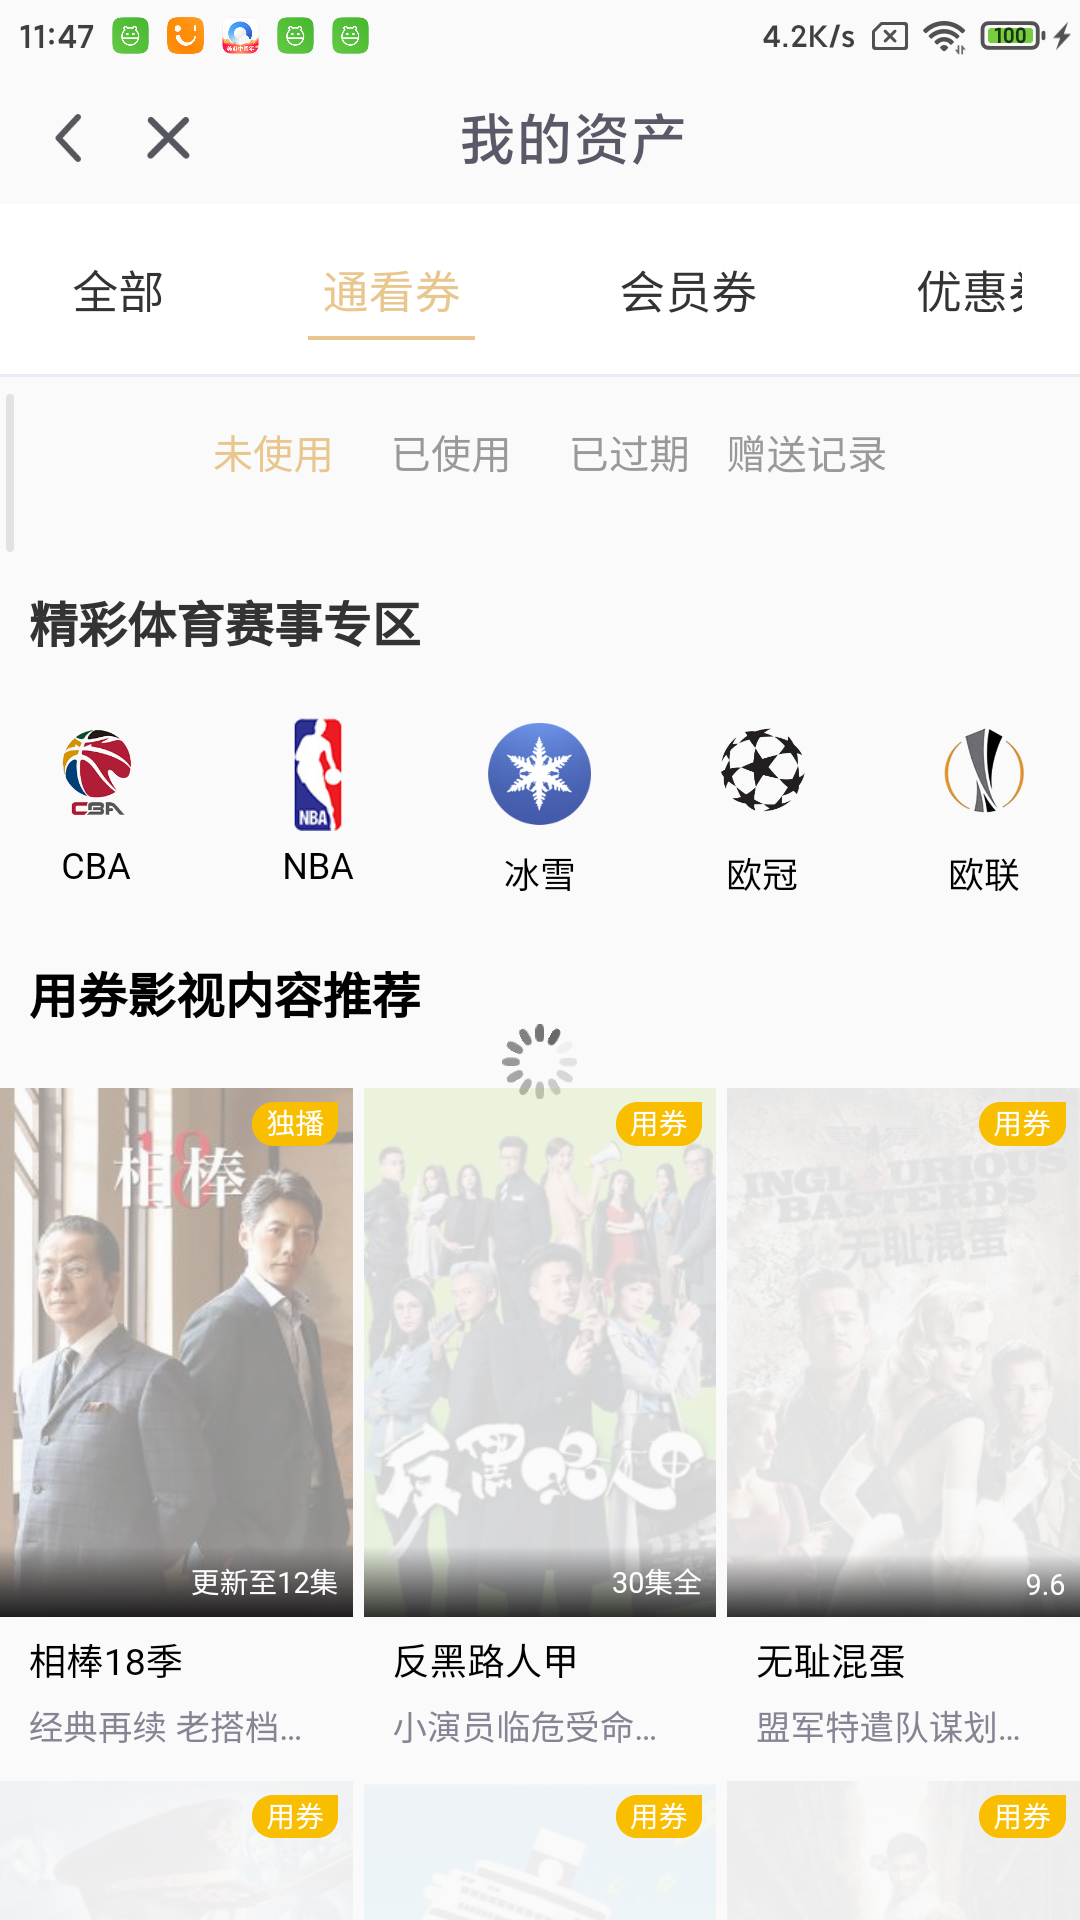 11:47
4.2K/s
100
我的资产
全部 通看券 会员券 优惠
未使用 已使用 已过期 赠送记录
精彩体育赛事专区
CBA
NBA
CBA NBA 冰雪 欧冠 欧联
用券影视内容推荐
独播 用券 用券
相棒
18
反黑路人甲
INGLOURIOUS
BASTERDS
无耻混蛋
更新至12集 30集全 9.6
相棒18季 反黑路人甲 无耻混蛋
经典再续 老搭档... 小演员临危受命... 盟军特遣队谋划...
用券 用券 用券